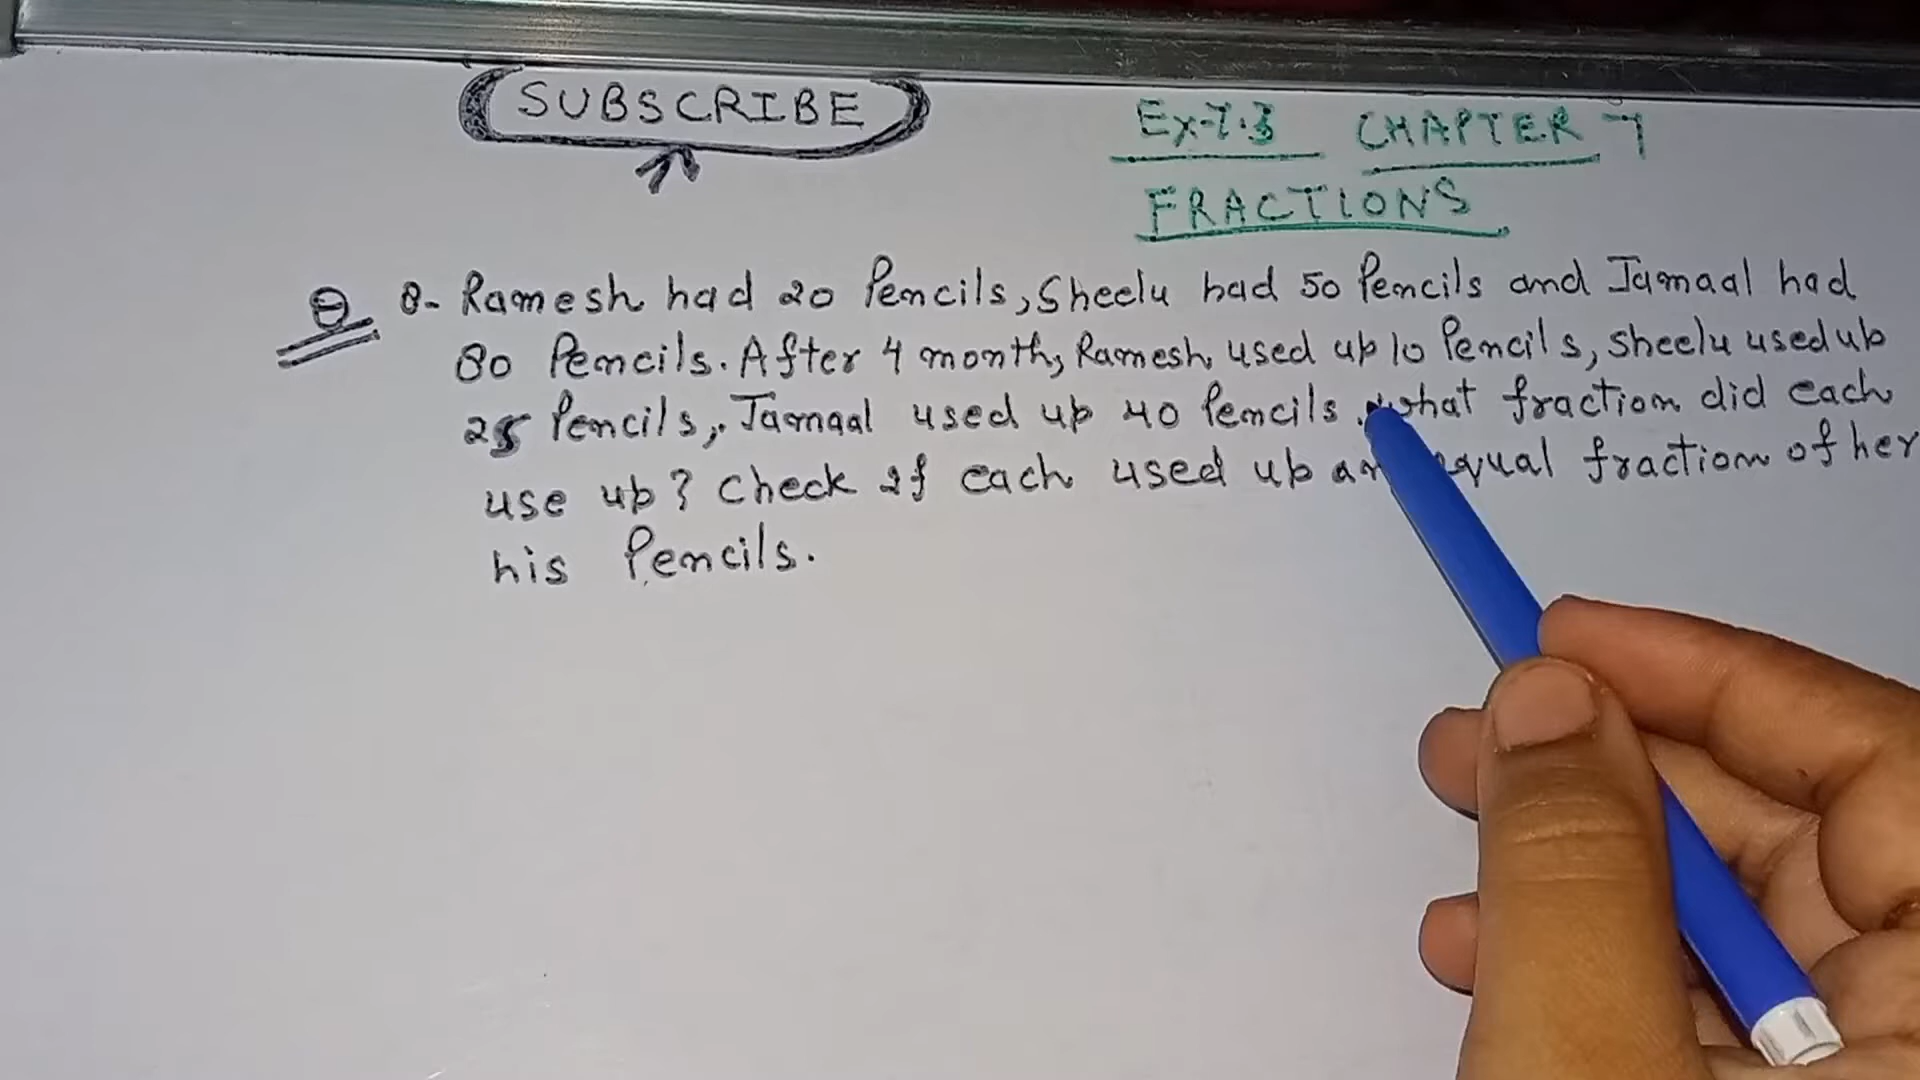 SUBSCRIBE
Ex-7.3 CHAPTER 7
FRACTIONS
Q 8- Ramesh had 20 Pencils, Sheelu had 50 Pencils and Jamaal had
80 Pencils. After 4 month, Ramesh used up 10 Pencils, Sheelu used up
25 Pencils, Jamaal used up 40 Pencils. what fraction did each
use up? Check if each used up an equal fraction of her
his Pencils.